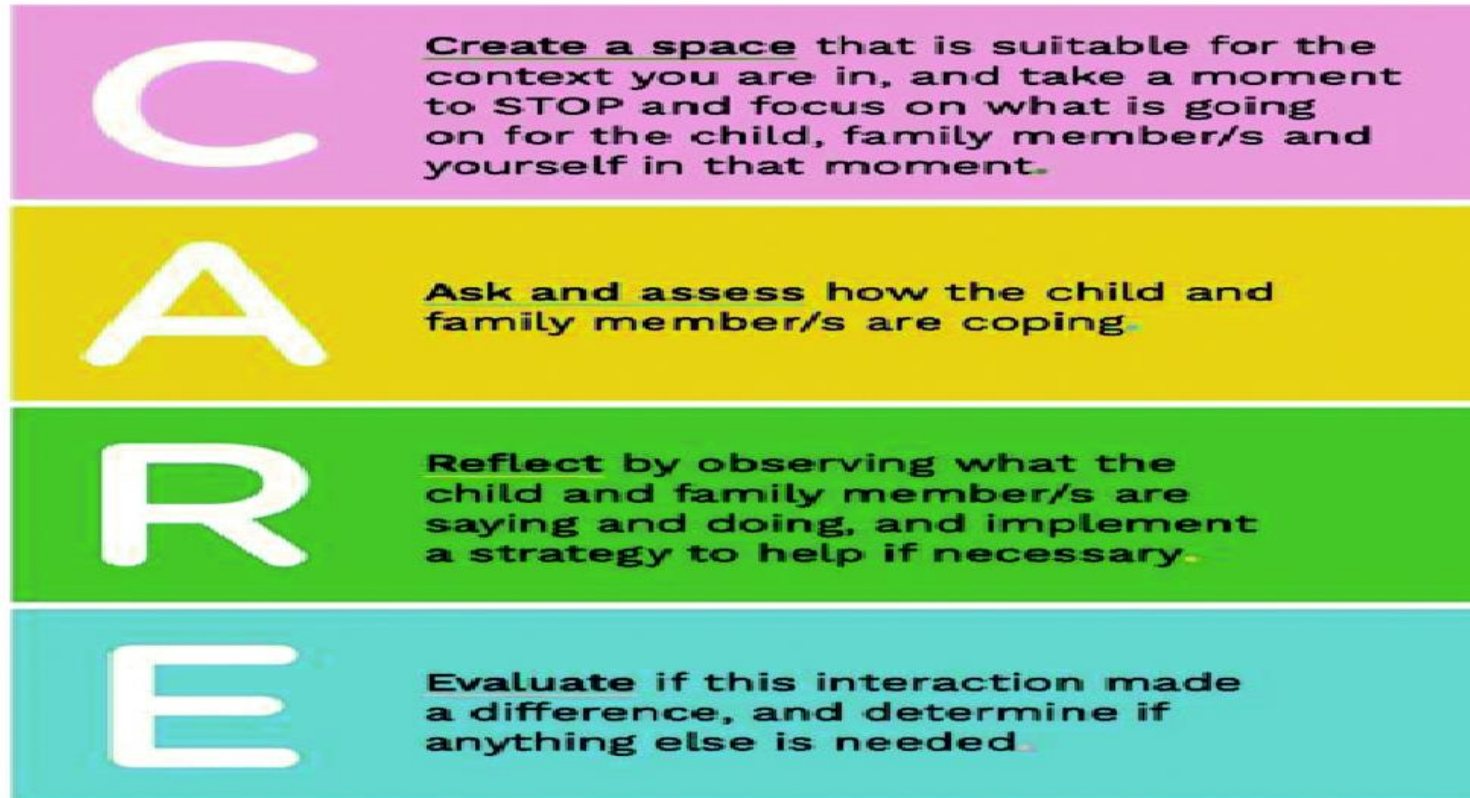 C
Create a space that is suitable for the
context you are in, and take a moment
to STOP and focus on what is going
on for the child, family member/s and
yourself in that moment.
A
Ask and assess how the child and
family member/s are coping.
R
Reflect by observing what the
child and family member/s are
saying and doing, and implement
a strategy to help if necessary.
E
Evaluate if this interaction made
a difference, and determine if
anything else is needed.